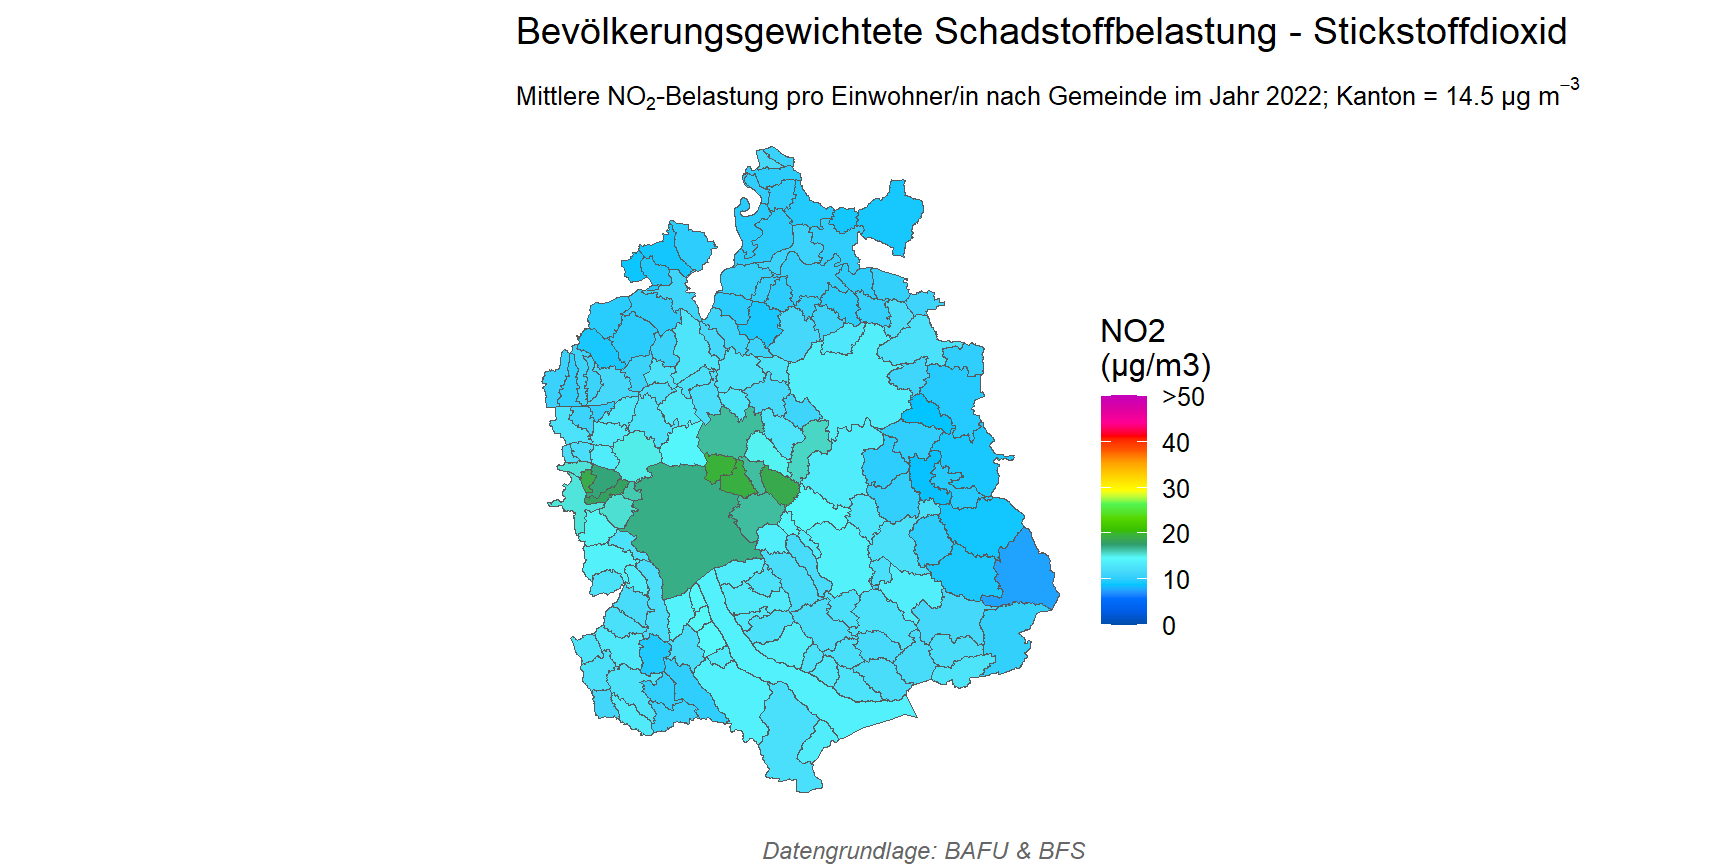 Bevölkerungsgewichtete Schadstoffbelastung - Stickstoffdioxid
Mittlere NO₂-Belastung pro Einwohner/in nach Gemeinde im Jahr 2022; Kanton = 14.5 µg m⁻³
NO2
(µg/m3)
>50
40
30
20
10
0
Datengrundlage: BAFU & BFS